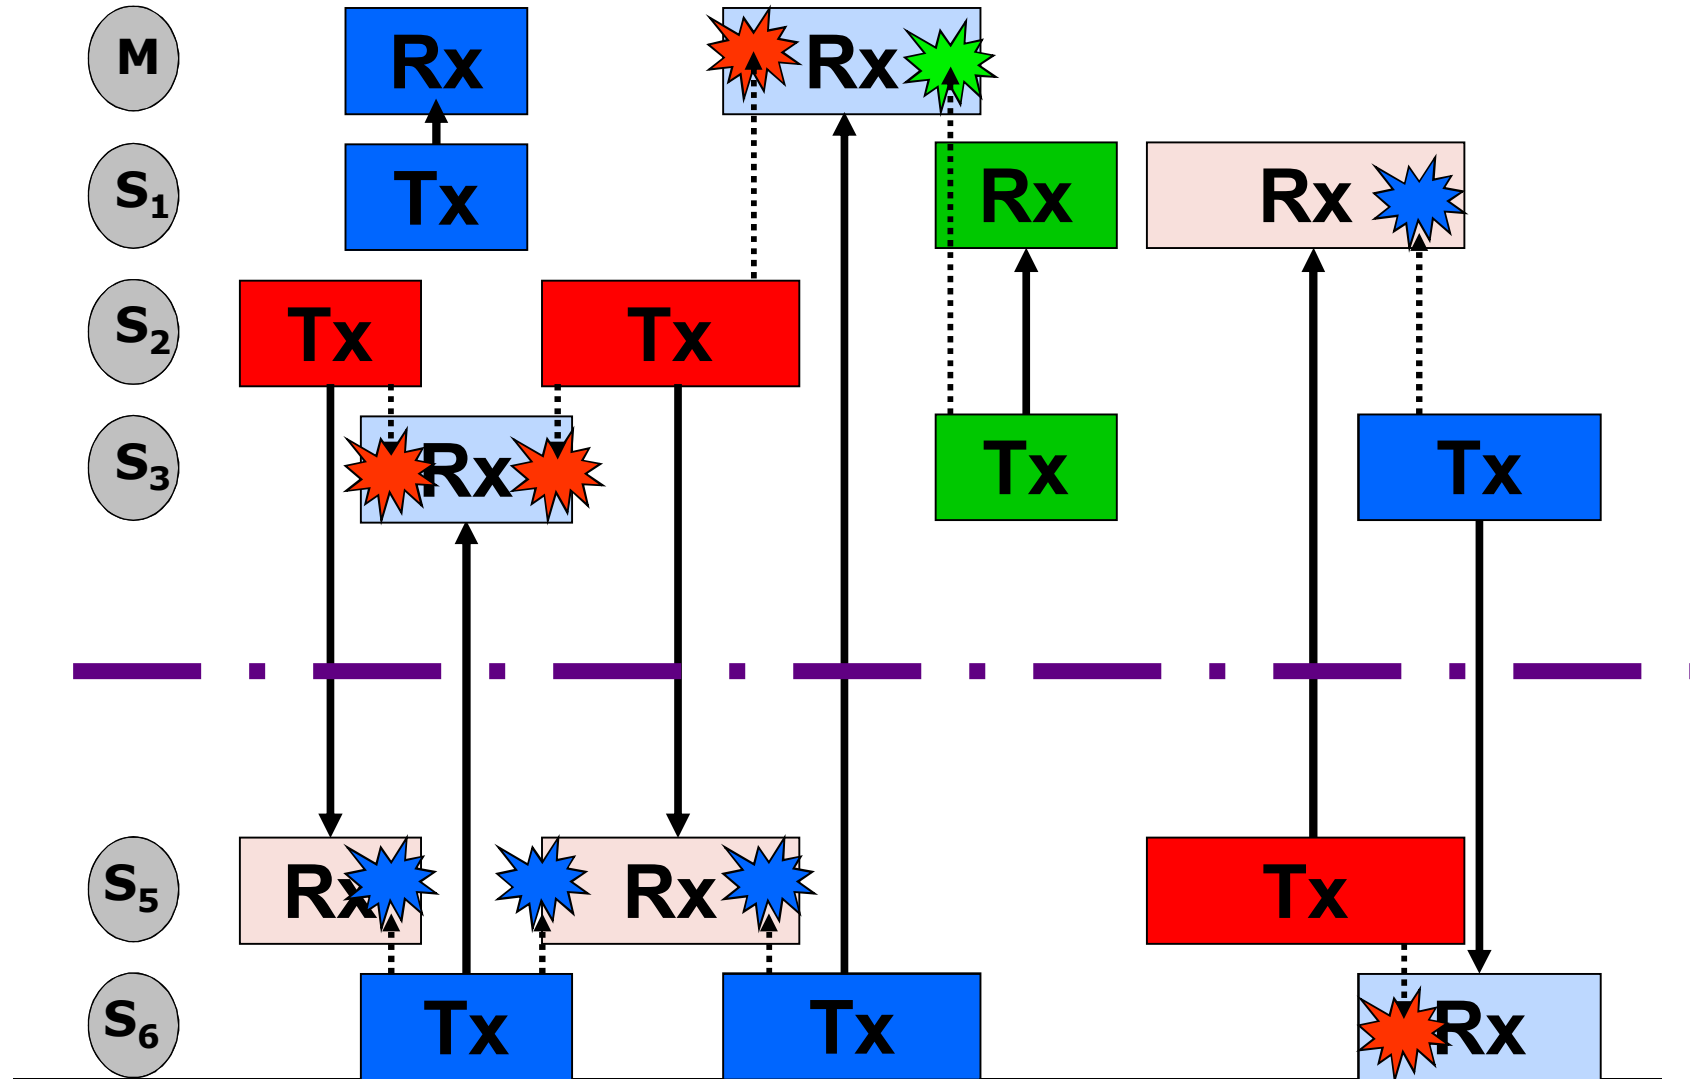 M Rx Rx
S1 Tx Rx Rx
S2 Tx Tx
S3 Rx Tx Tx
S5 Rx Rx Tx
S6 Tx Tx Rx